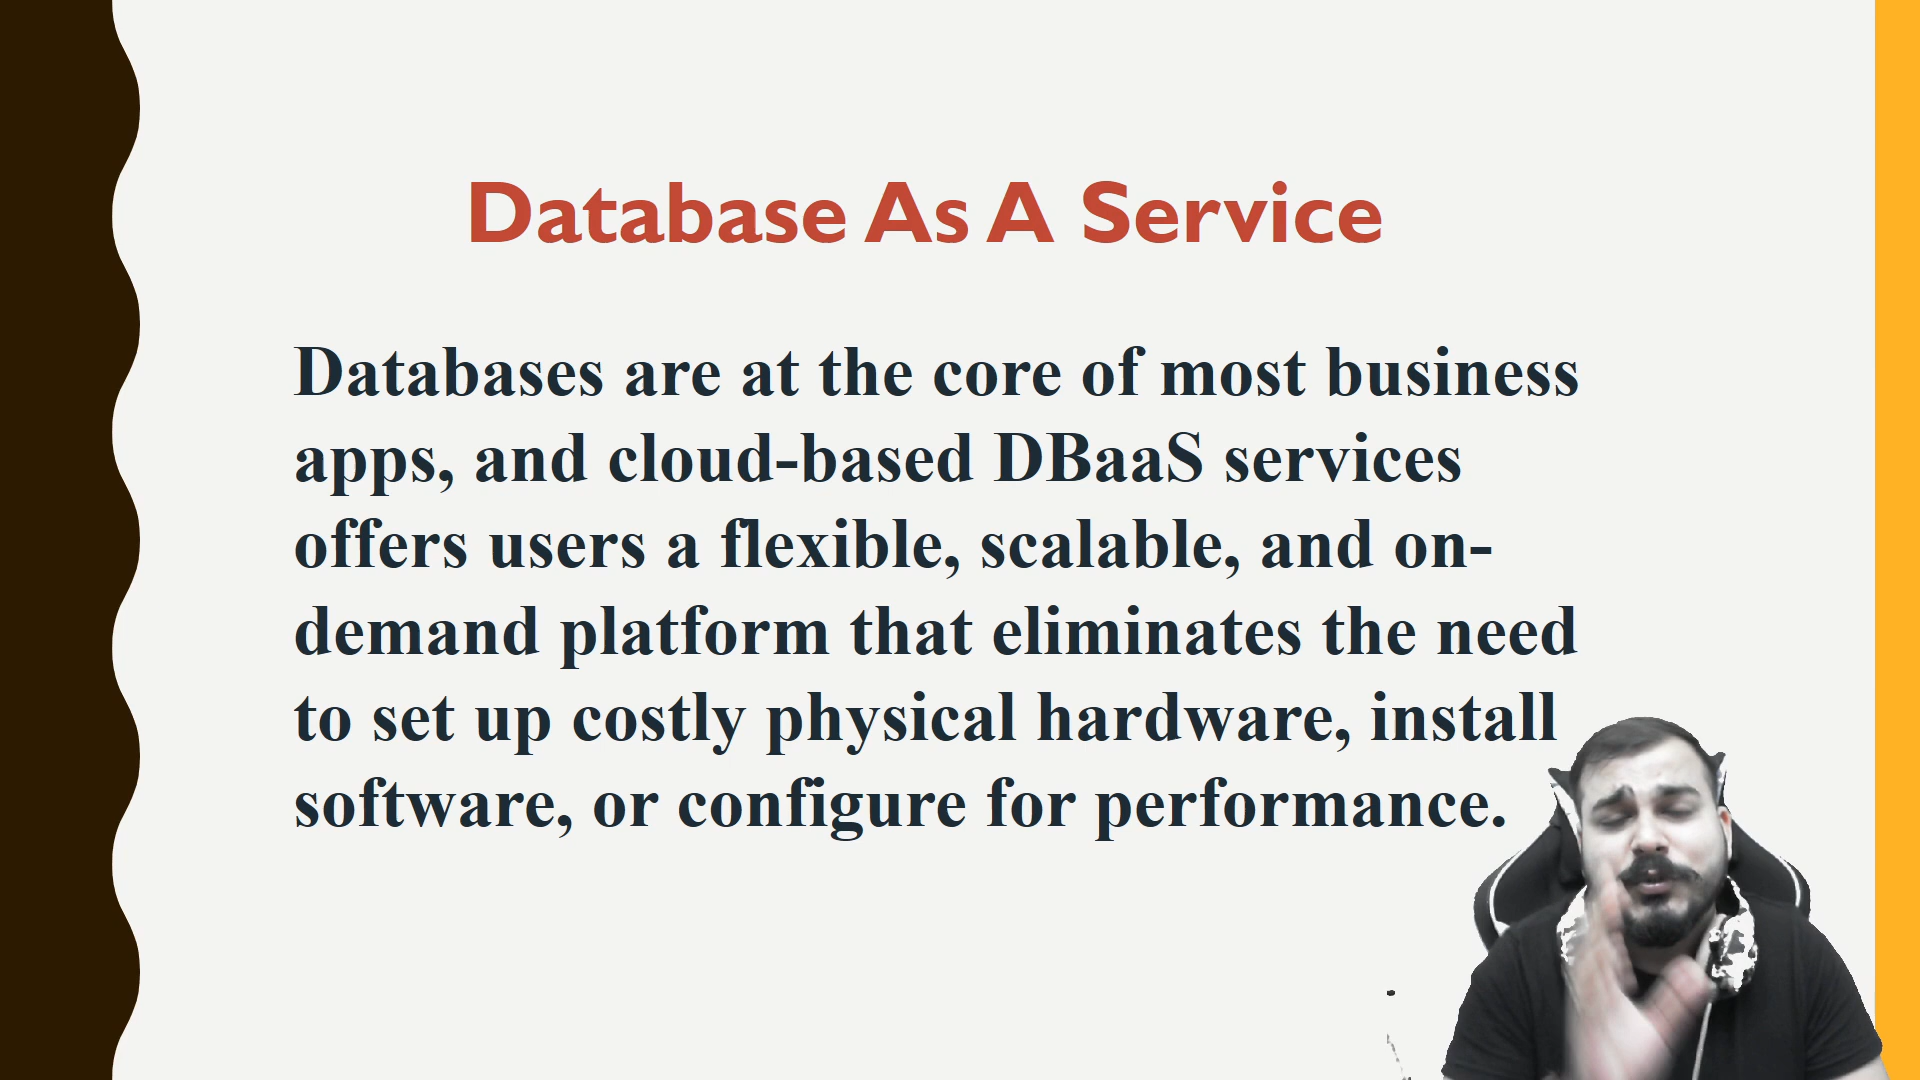 Database As A Service
Databases are at the core of most business
apps, and cloud-based DBaaS services
offers users a flexible, scalable, and on-
demand platform that eliminates the need
to set up costly physical hardware, install
software, or configure for performance.